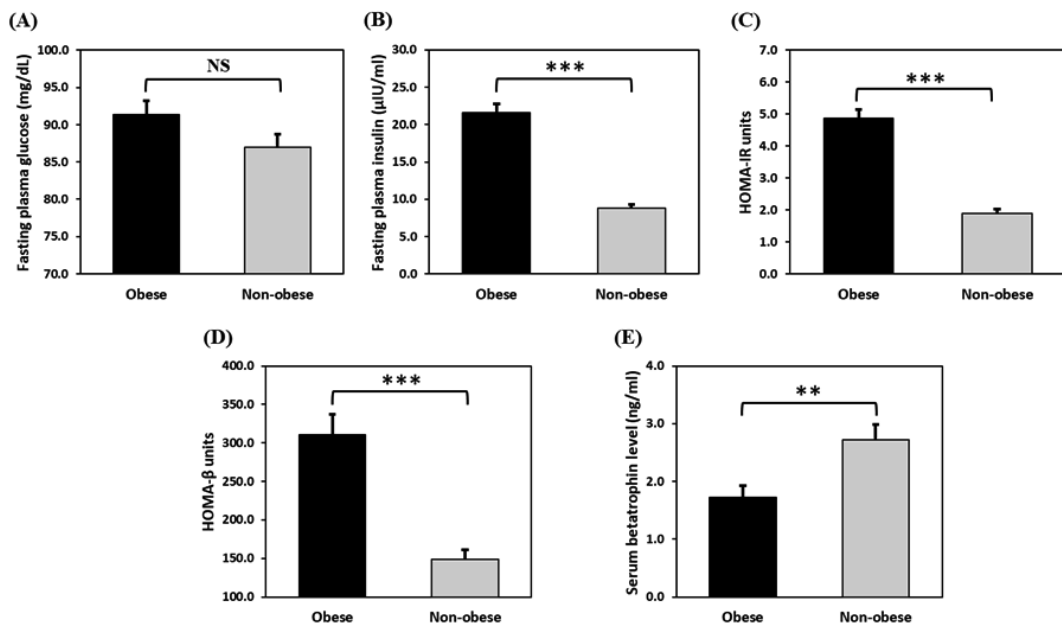 (A)
Fasting plasma glucose (mg/dL)
100.0
95.0
90.0
85.0
80.0
75.0
70.0
NS
Obese Non-obese
(B)
Fasting plasma insulin (µIU/ml)
30.0
25.0
20.0
15.0
10.0
5.0
0.0
***
Obese Non-obese
(C)
HOMA-IR units
7.0
6.0
5.0
4.0
3.0
2.0
1.0
0.0
***
Obese Non-obese
(D)
HOMA-β units
400.0
350.0
300.0
250.0
200.0
150.0
100.0
***
Obese Non-obese
(E)
Serum betatrophin level (ng/ml)
4.0
3.0
2.0
1.0
0.0
**
Obese Non-obese